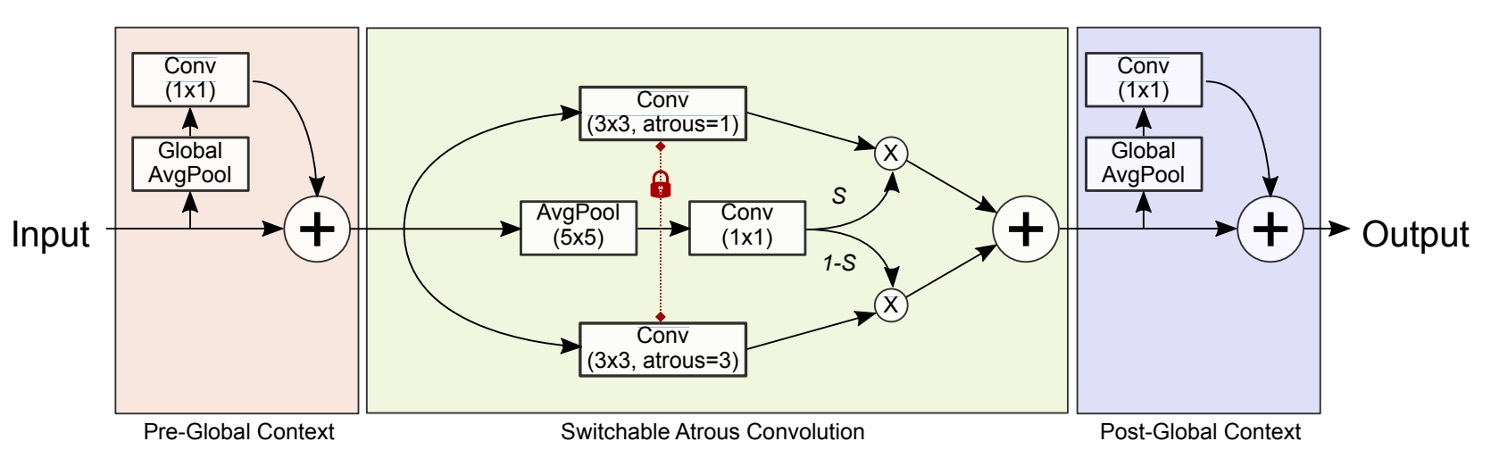 Input
Conv
(1x1)
Global
AvgPool
+
Pre-Global Context
Conv
(3x3, atrous=1)
AvgPool
(5x5)
Conv
(1x1)
S
1-S
X
X
Conv
(3x3, atrous=3)
+
Switchable Atrous Convolution
Conv
(1x1)
Global
AvgPool
+
Post-Global Context
Output